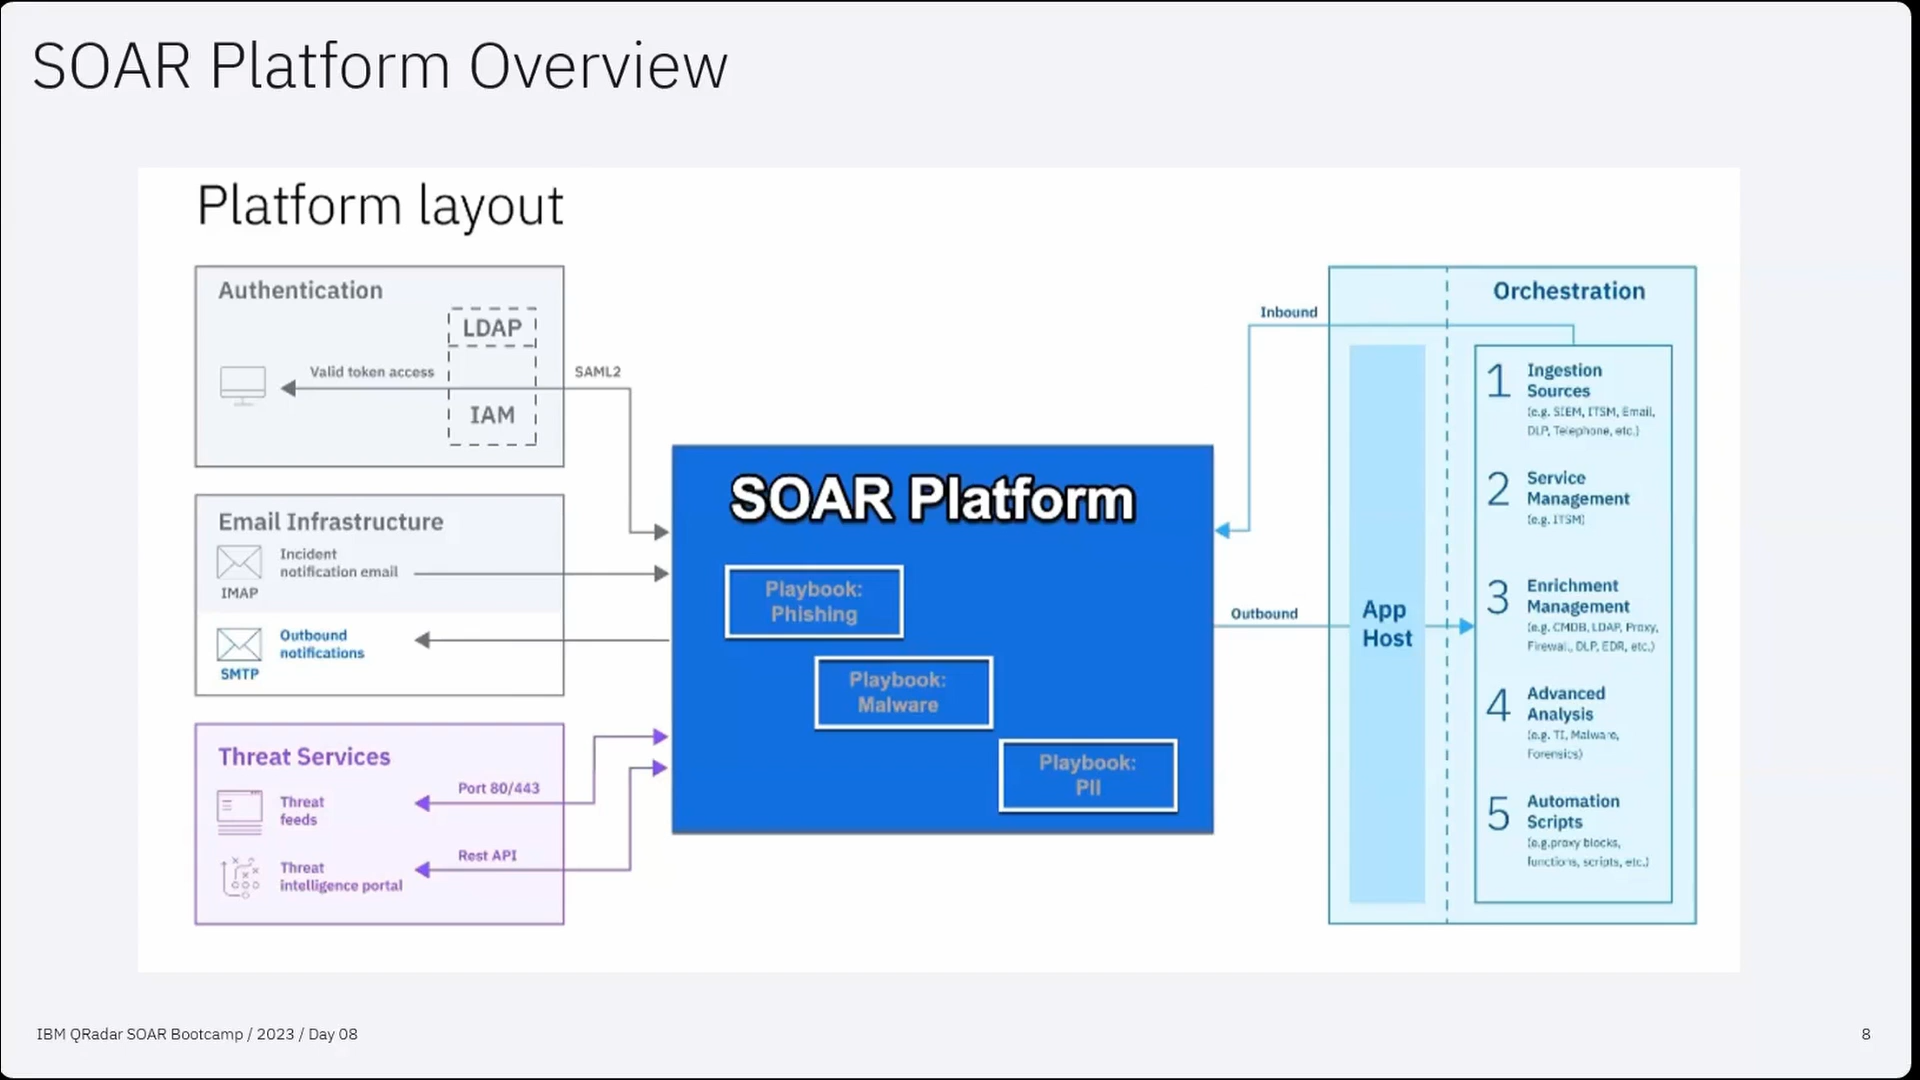 SOAR Platform Overview
Platform layout
Authentication
LDAP
Valid token access
IAM
SAML2
Email Infrastructure
Incident
notification email
IMAP
Outbound
notifications
SMTP
Threat Services
Port 80/443
Threat
feeds
Rest API
Threat
intelligence portal
SOAR Platform
Playbook:
Phishing
Playbook:
Malware
Playbook:
PII
Inbound
Outbound
App
Host
Orchestration
1
Ingestion
Sources
(e.g. SIEM, ITSM, Email,
DLP, Telephone, etc.)
2
Service
Management
(e.g. ITSM)
3
Enrichment
Management
(e.g. CMDB, LDAP, Proxy,
Firewall, DLP, EDR, etc.)
4
Advanced
Analysis
(e.g. TI, Malware,
Forensics)
5
Automation
Scripts
(e.g.proxy blocks,
functions, scripts, etc.)
IBM QRadar SOAR Bootcamp / 2023 / Day 08
8